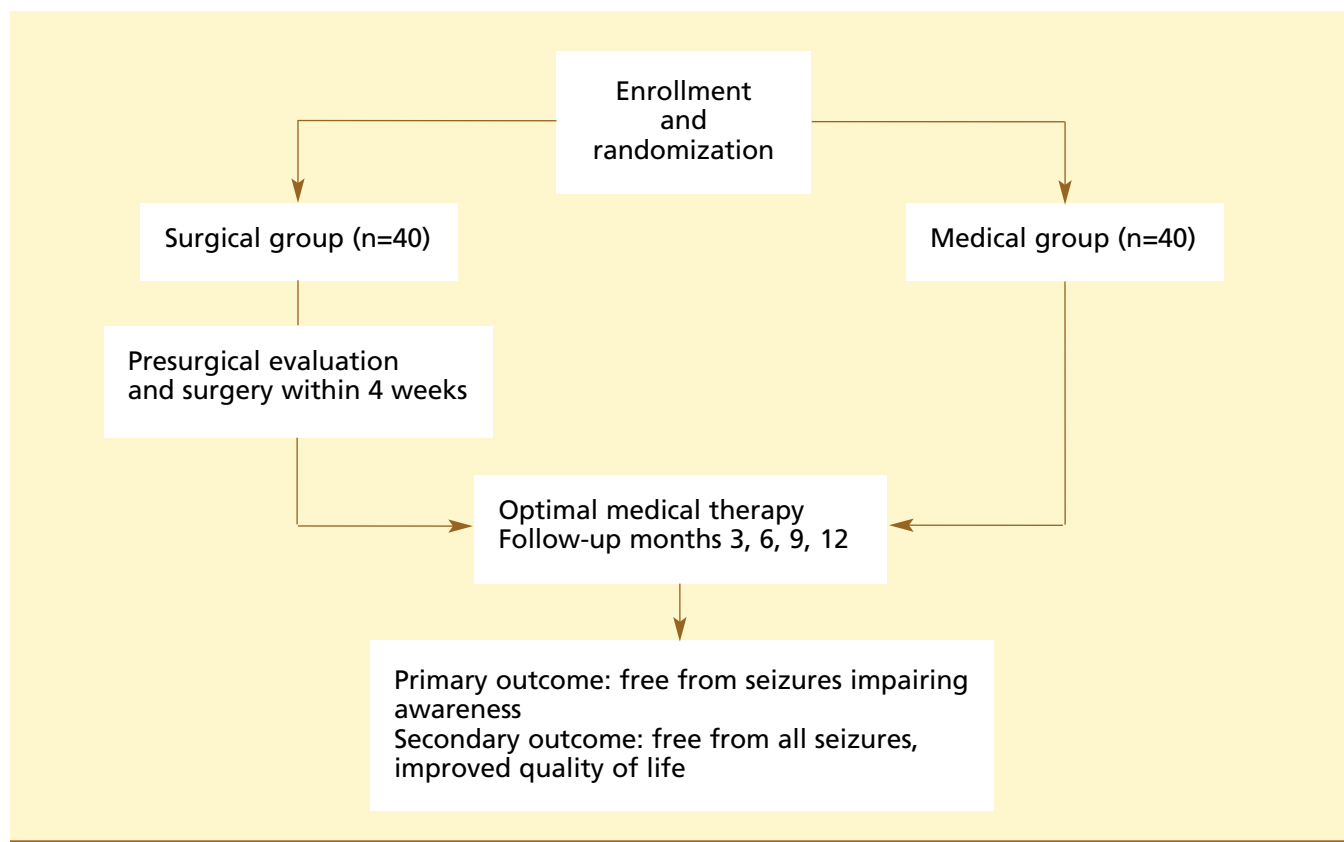 Enrollment
and
randomization
Surgical group (n=40)
Medical group (n=40)
Presurgical evaluation
and surgery within 4 weeks
Optimal medical therapy
Follow-up months 3, 6, 9, 12
Primary outcome: free from seizures impairing
awareness
Secondary outcome: free from all seizures,
improved quality of life